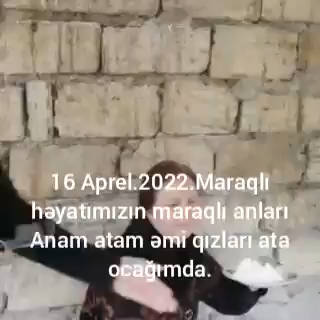 16 Aprel.2022.Maraqlı
həyatımızın maraqlı anları
Anam atam əmi qızları ata
ocağımda.